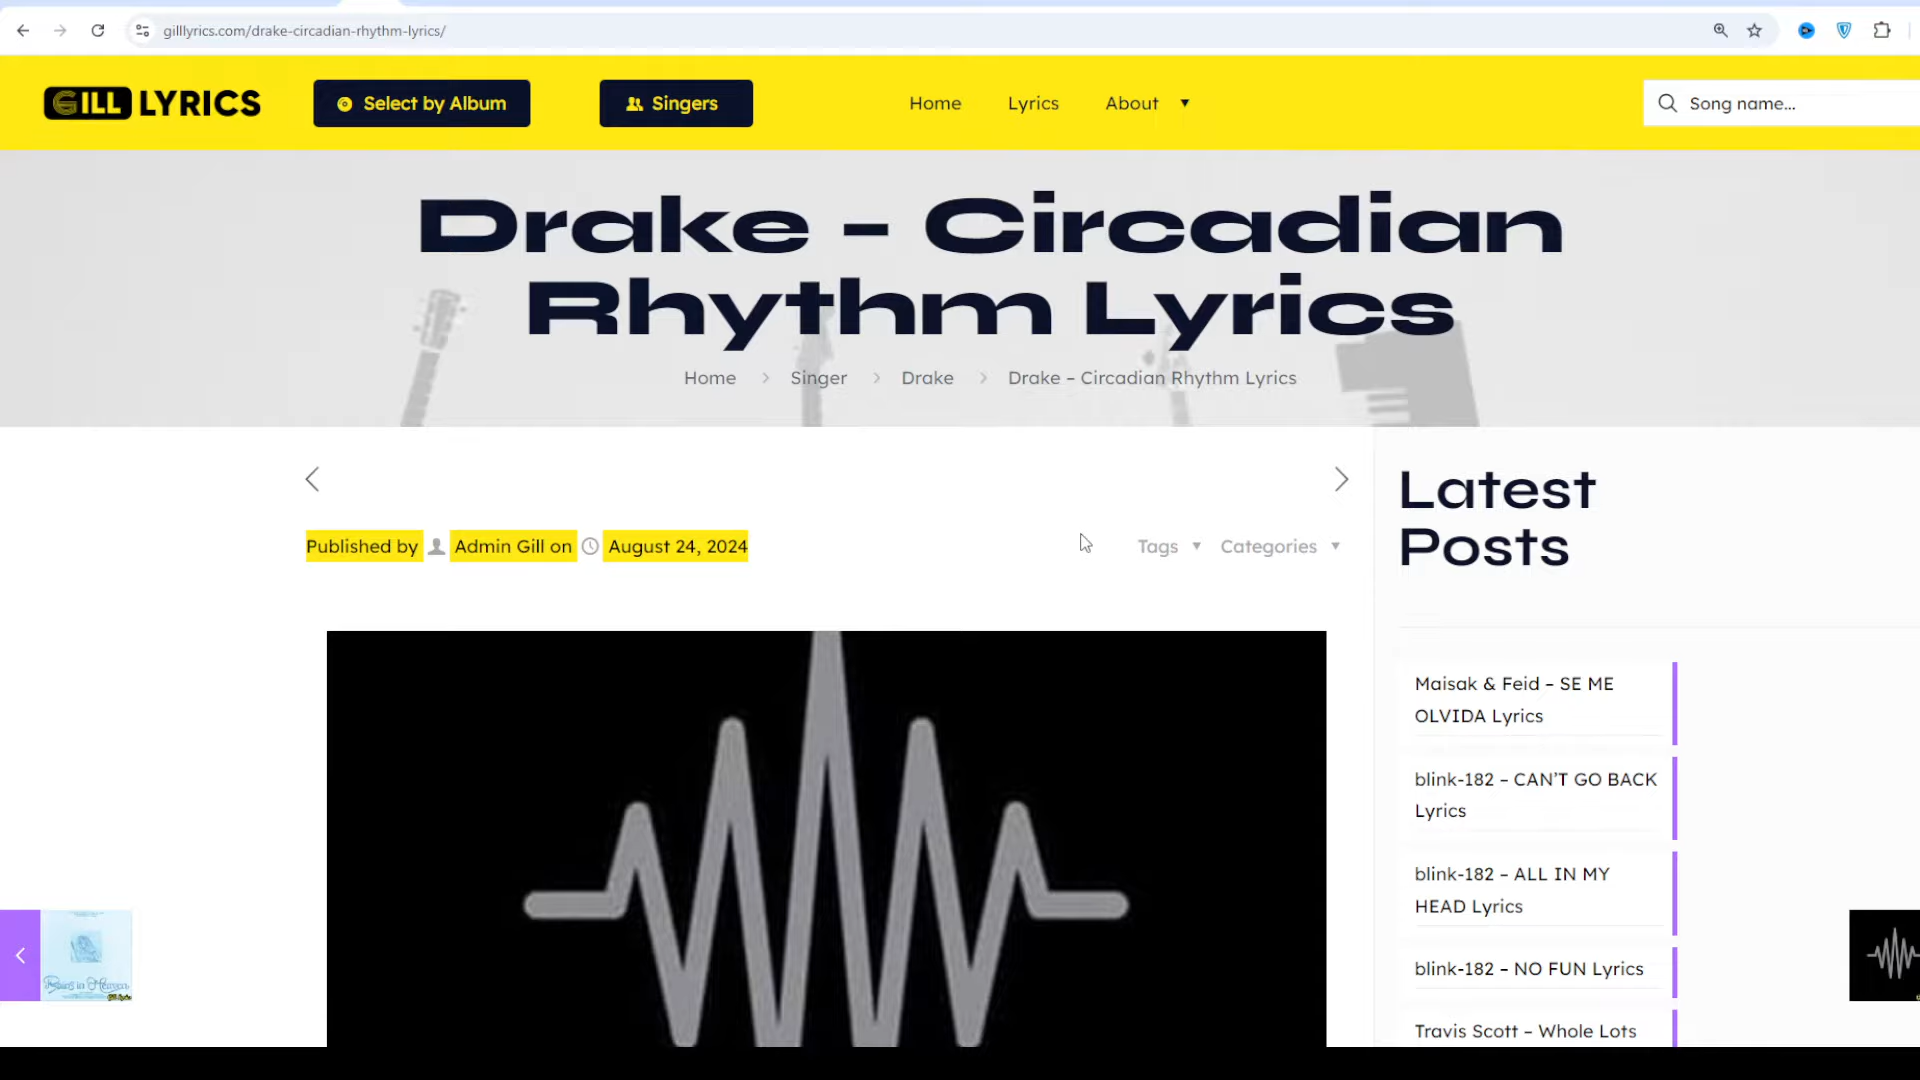 gilllyrics.com/drake-circadian-rhythm-lyrics/
GILL LYRICS
Select by Album
Singers
Home
Lyrics
About
Song name...
Drake – Circadian
Rhythm Lyrics
Home
Singer
Drake
Drake – Circadian Rhythm Lyrics
Published by
Admin Gill on
August 24, 2024
Tags
Categories
Latest
Posts
Maisak & Feid – SE ME
OLVIDA Lyrics
blink-182 – CAN’T GO BACK
Lyrics
blink-182 – ALL IN MY
HEAD Lyrics
blink-182 – NO FUN Lyrics
Travis Scott – Whole Lots